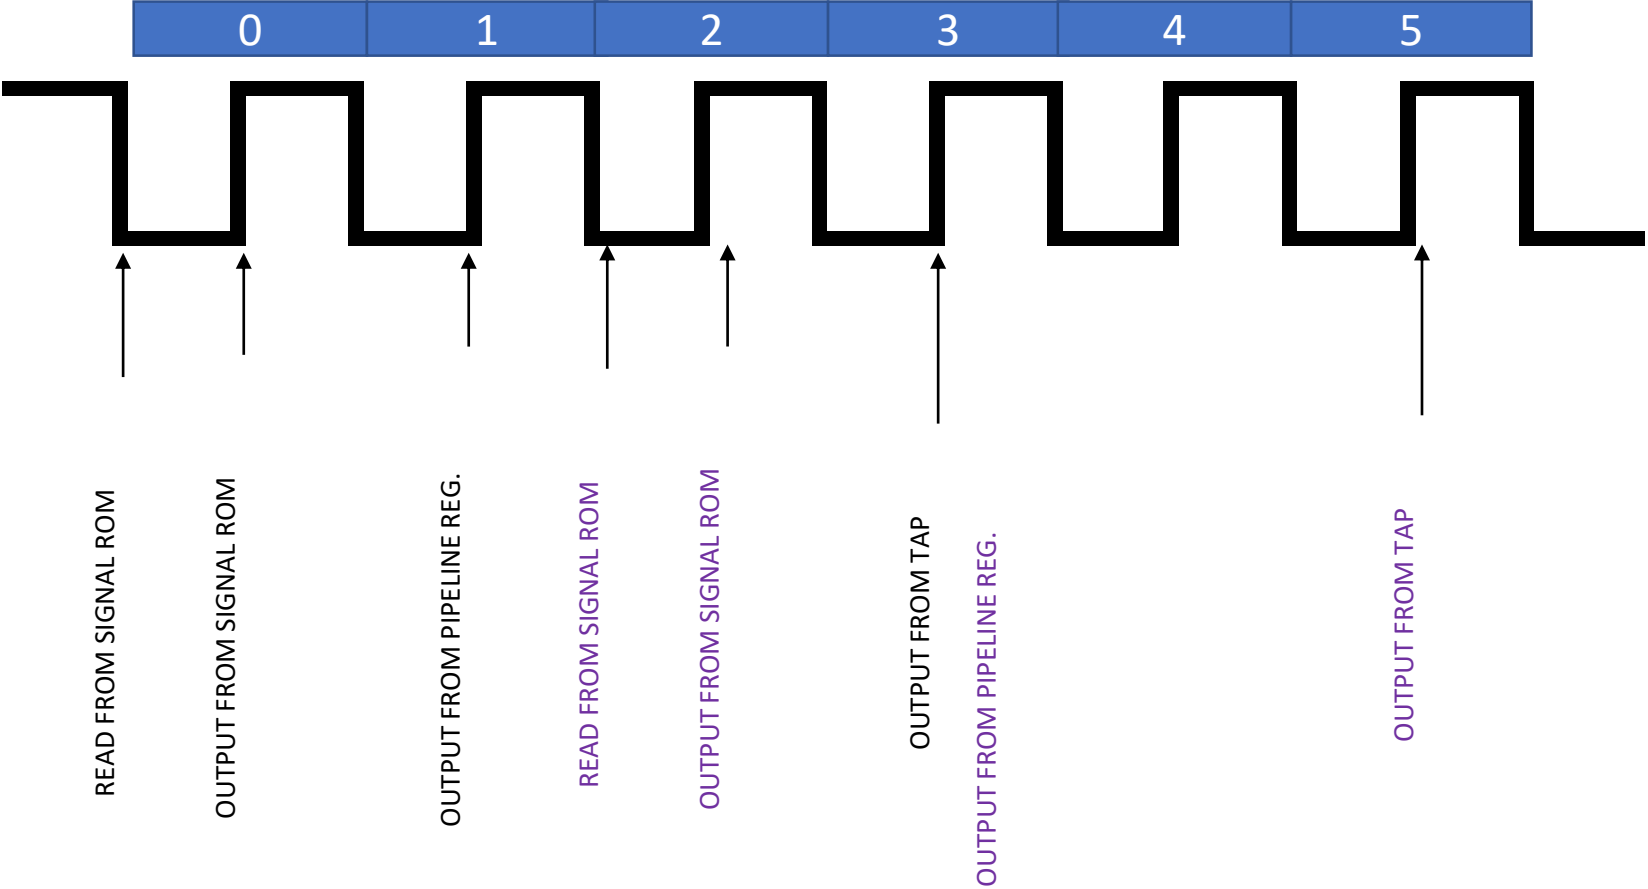 0
1
2
3
4
5
READ FROM SIGNAL ROM
OUTPUT FROM SIGNAL ROM
OUTPUT FROM PIPELINE REG.
READ FROM SIGNAL ROM
OUTPUT FROM SIGNAL ROM
OUTPUT FROM TAP
OUTPUT FROM PIPELINE REG.
OUTPUT FROM TAP